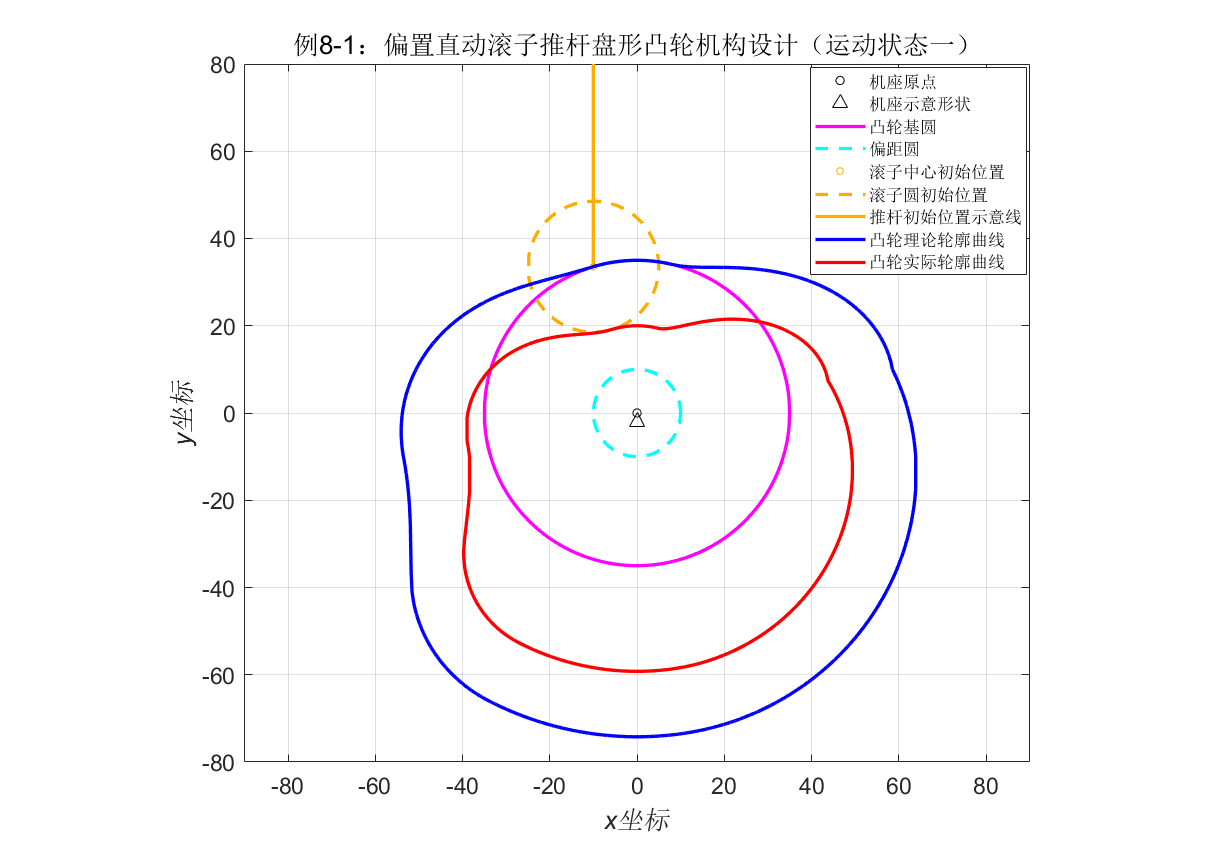 例8-1：偏置直动滚子推杆盘形凸轮机构设计（运动状态一）
80
60
40
20
0
-20
-40
-60
-80
y坐标
机座原点
机座示意形状
凸轮基圆
偏距圆
滚子中心初始位置
滚子圆初始位置
推杆初始位置示意线
凸轮理论轮廓曲线
凸轮实际轮廓曲线
-80
-60
-40
-20
0
20
40
60
80
x坐标